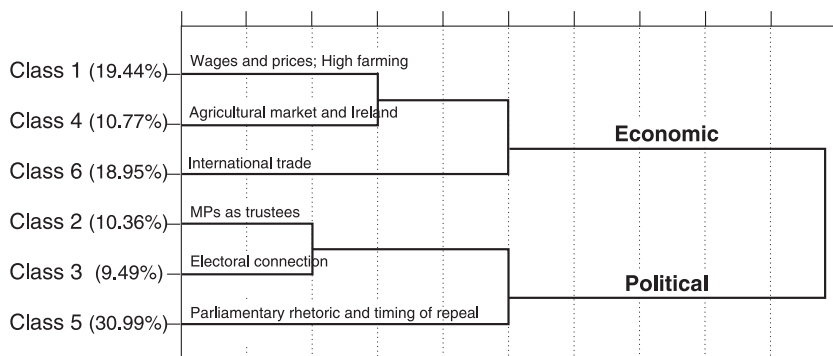 Wages and prices; High farming
Class 1 (19.44%)
Agricultural market and Ireland
Class 4 (10.77%)
Economic
International trade
Class 6 (18.95%)
MPs as trustees
Class 2 (10.36%)
Electoral connection
Class 3 (9.49%)
Political
Parliamentary rhetoric and timing of repeal
Class 5 (30.99%)